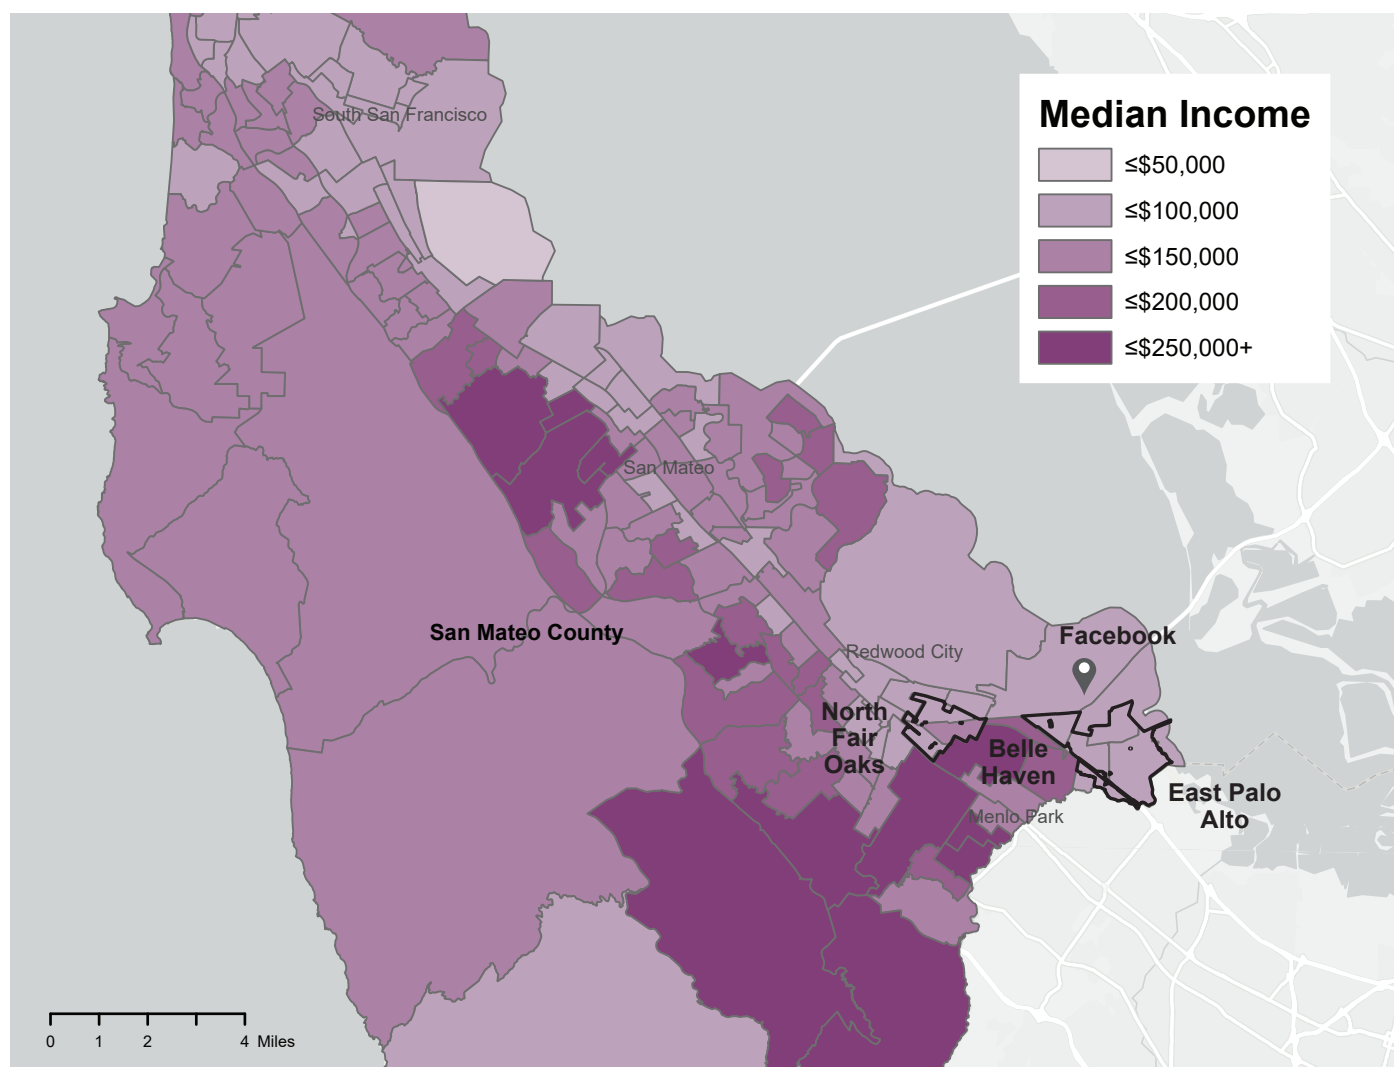 South San Francisco
Median Income
≤$50,000
≤$100,000
≤$150,000
≤$200,000
≤$250,000+
San Mateo
San Mateo County
Facebook
Redwood City
North
Fair
Oaks
Belle
Haven
East Palo
Alto
Menlo Park
0 1 2 4 Miles